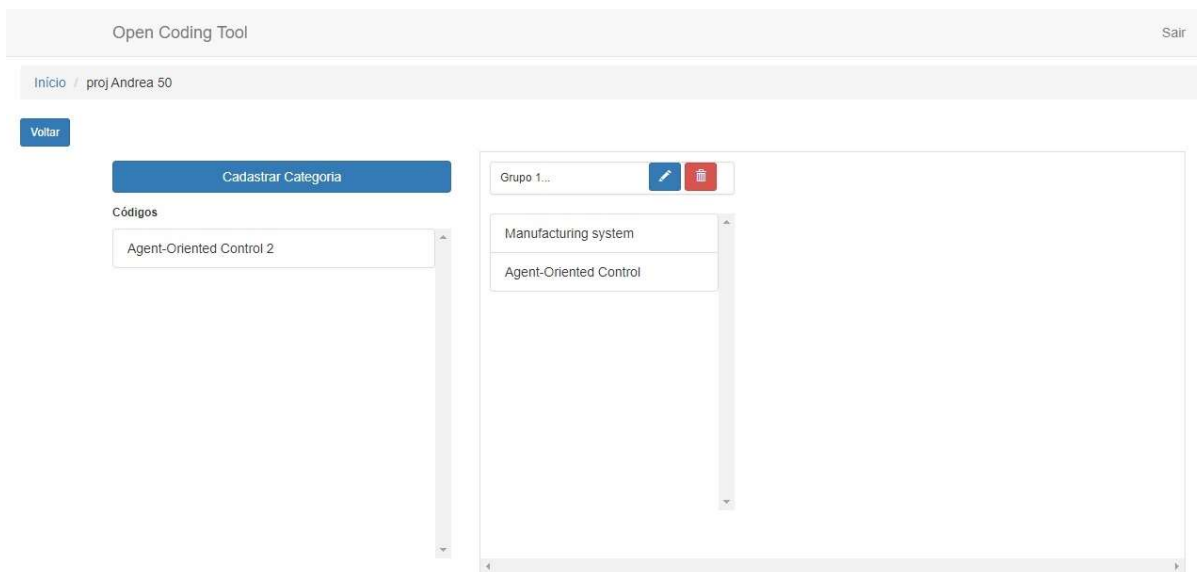 Open Coding Tool
Sair
Início / proj Andrea 50
Voltar
Cadastrar Categoria
Códigos
Agent-Oriented Control 2
Grupo 1...
Manufacturing system
Agent-Oriented Control